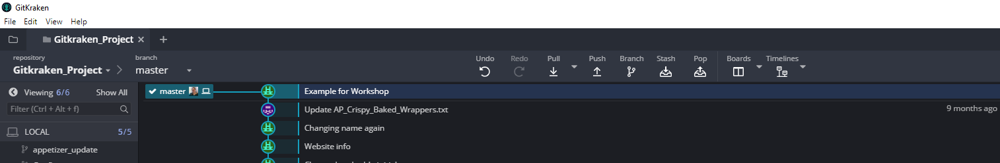 GitKraken
File Edit View Help
Gitkraken_Project
repository
Gitkraken_Project
branch
master
Undo Redo Pull Push Branch Stash Pop Boards Timelines
Viewing 6/6 Show All
Filter (Ctrl + Alt + f)
LOCAL 5/5
appetizer_update
master Example for Workshop
Update AP_Crispy_Baked_Wrappers.txt 9 months ago
Changing name again
Website info